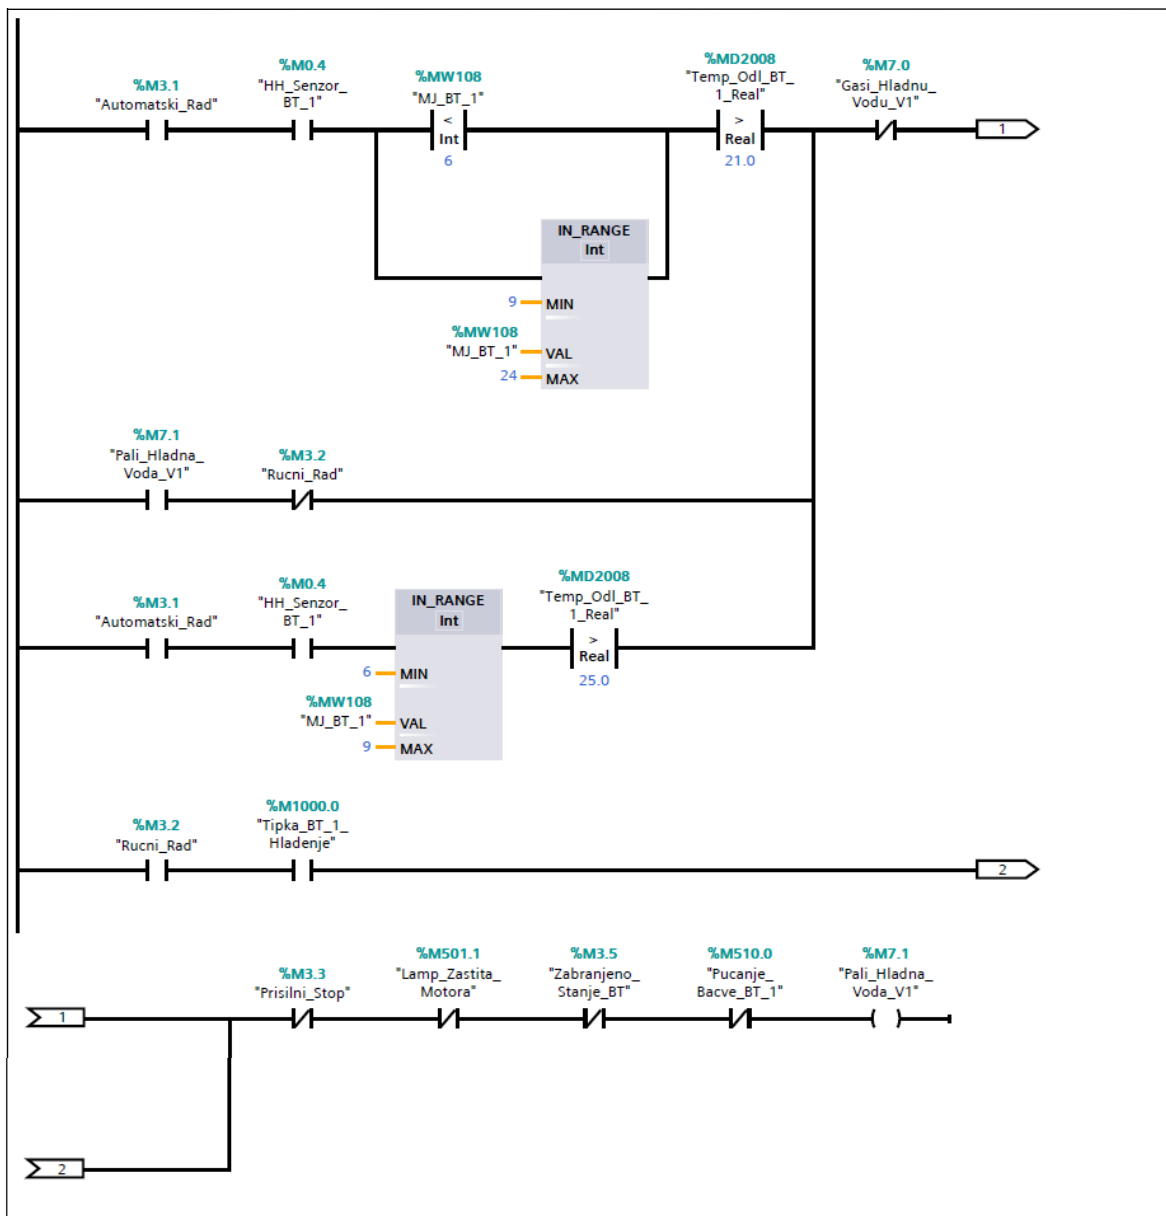 %M3.1
"Automatski_Rad"
%M0.4
"HH_Senzor_
BT_1"
%MW108
"MJ_BT_1"
<
Int
6
%MD2008
"Temp_Odl_BT_
1_Real"
>
Real
21.0
%M7.0
"Gasi_Hladnu_
Vodu_V1"
1
IN_RANGE
Int
9
MIN
%MW108
"MJ_BT_1"
VAL
24
MAX
%M7.1
"Pali_Hladna_
Voda_V1"
%M3.2
"Rucni_Rad"
%M3.1
"Automatski_Rad"
%M0.4
"HH_Senzor_
BT_1"
IN_RANGE
Int
6
MIN
%MW108
"MJ_BT_1"
VAL
9
MAX
%MD2008
"Temp_Odl_BT_
1_Real"
>
Real
25.0
%M3.2
"Rucni_Rad"
%M1000.0
"Tipka_BT_1_
Hladenje"
2
1
%M3.3
"Prisilni_Stop"
%M501.1
"Lamp_Zastita_
Motora"
%M3.5
"Zabranjeno_
Stanje_BT"
%M510.0
"Pucanje_
Bacve_BT_1"
%M7.1
"Pali_Hladna_
Voda_V1"
2